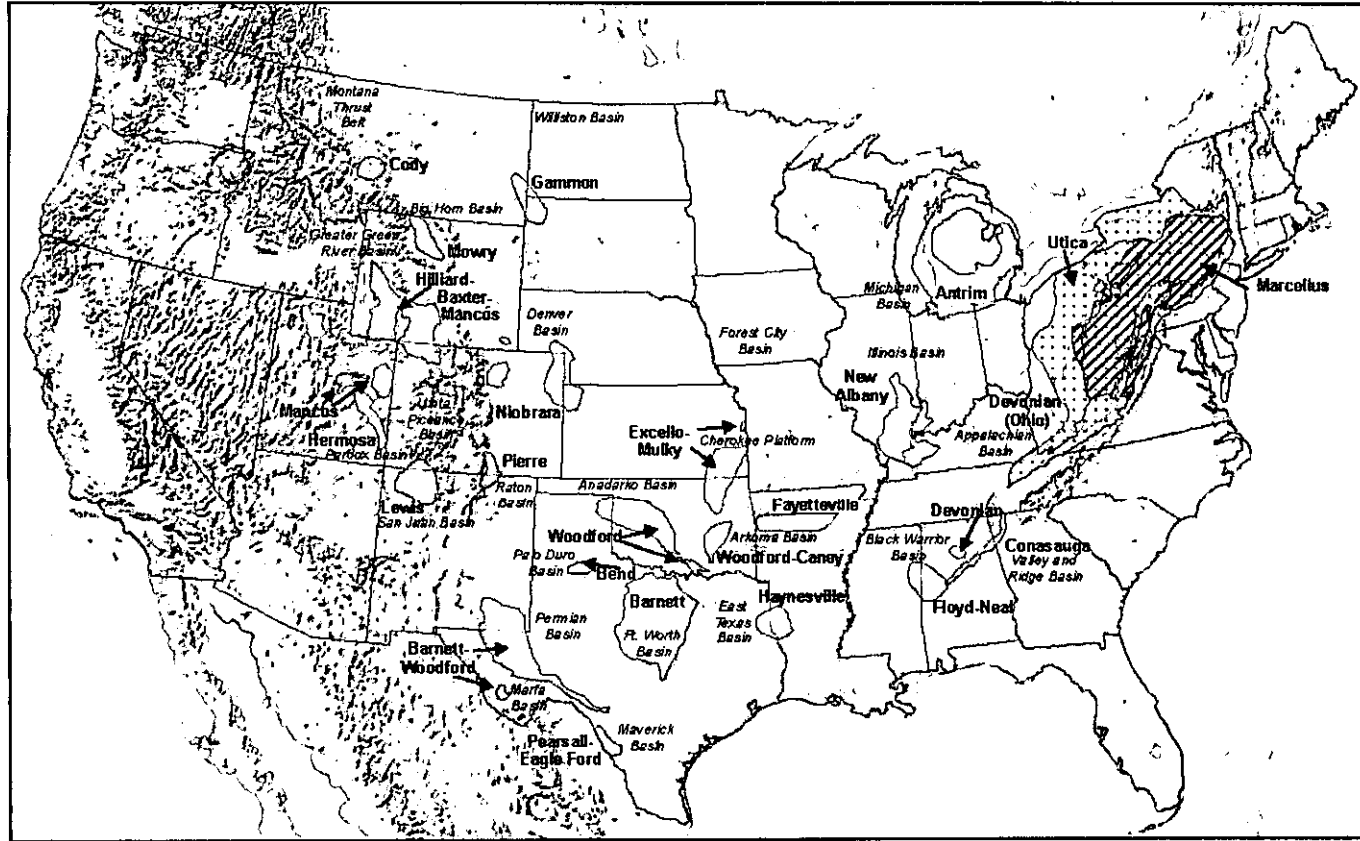 Montana
Thrust
Belt
Williston Basin
Cody
Gammon
Big Horn Basin
Greater Green
River Basin
Mowry
Hilliard-
Baxter-
Mancos
Utica
Marcellus
Michigan
Basin
Antrim
Denver
Basin
Forest City
Basin
Illinois Basin
New
Albany
Devonian
(Ohio)
Appalachian
Basin
Mancos
Uinta
Piceance
Basin
Niobrara
Hermosa
Paradox Basin
Excello-
Mulky
Cherokee Platform
Pierre
Raton
Basin
Anadarko Basin
Lewis
San Juan Basin
Fayetteville
Devonian
Woodford
Arkoma Basin
Woodford-Caney
Black Warrior
Basin
Conasauga
Valley and
Ridge Basin
Palo Duro
Basin
Bend
Barnett
Haynesville
Floyd-Neal
Permian
Basin
Ft. Worth
Basin
East
Texas
Basin
Barnett-
Woodford
Marfa
Basin
Pearsall-
Eagle Ford
Maverick
Basin